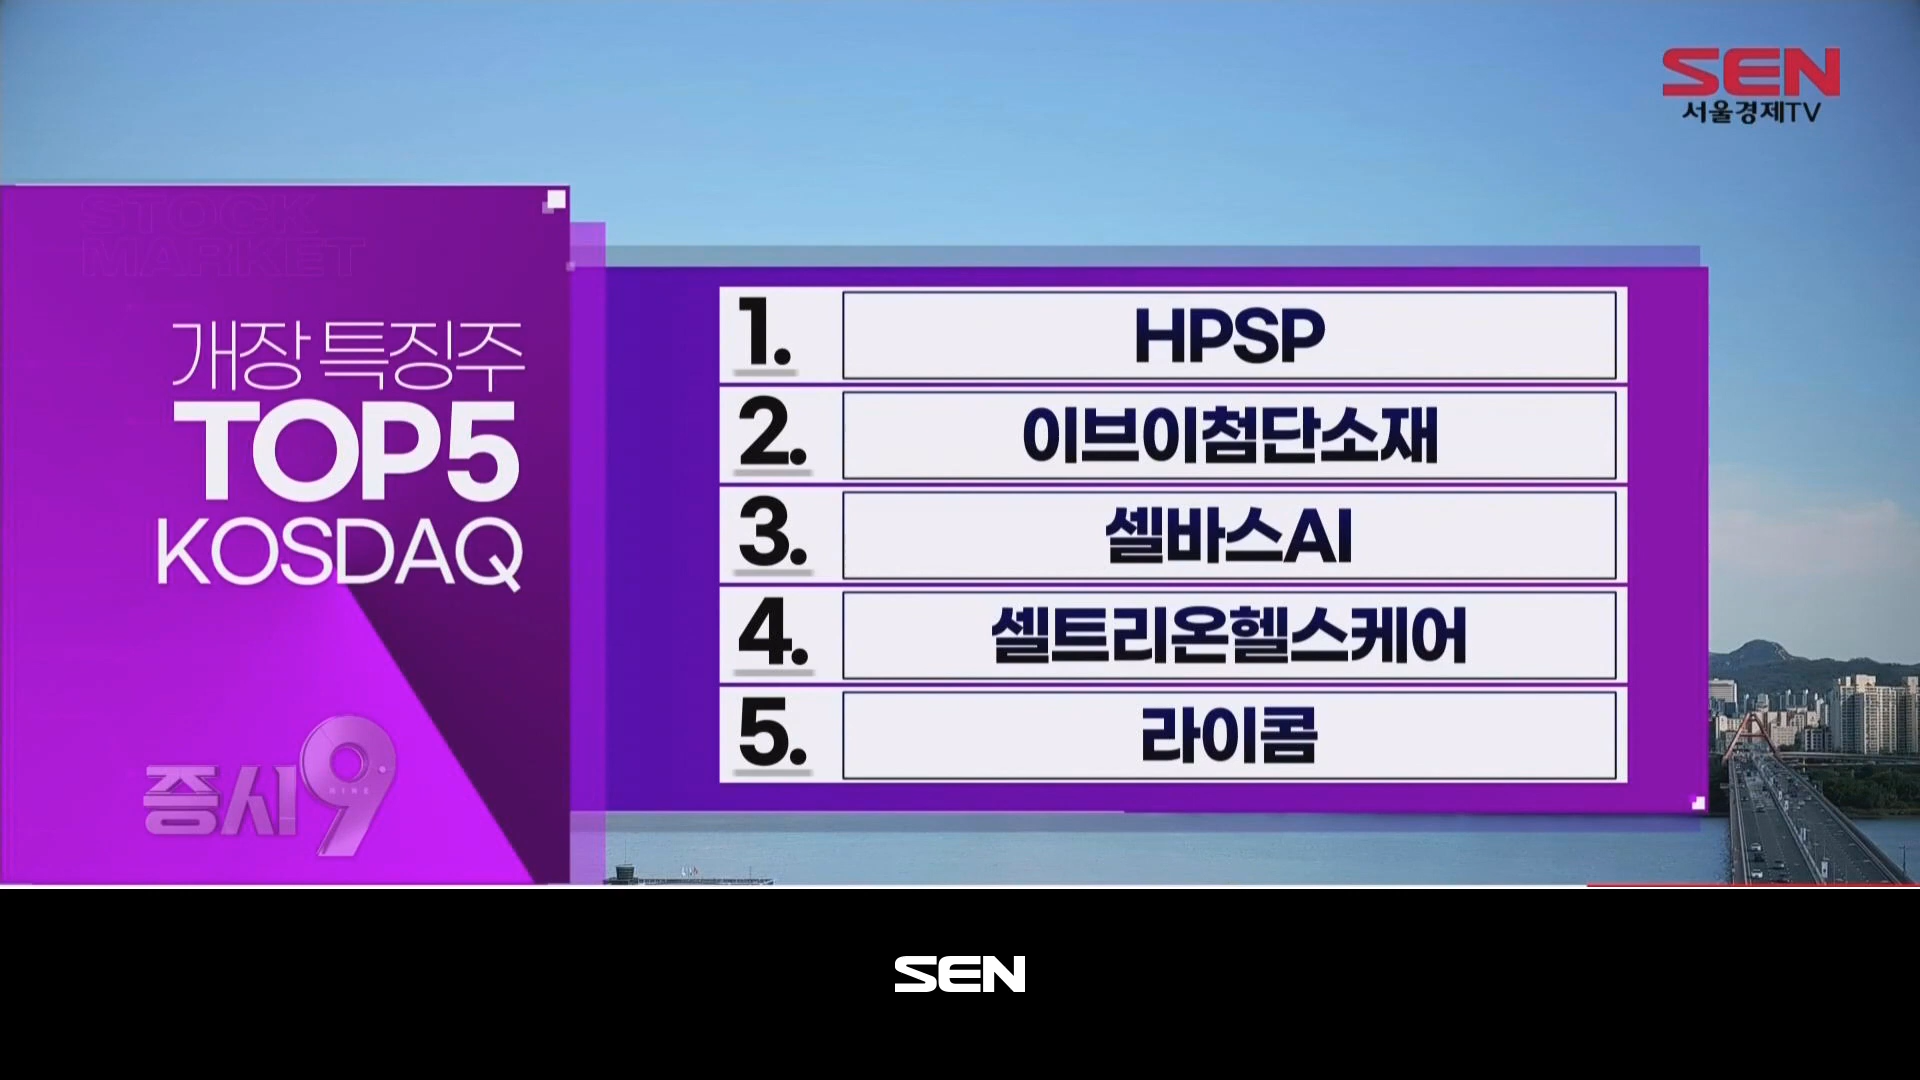 SEN
서울경제TV
STOCK
MARKET
개장 특징주
TOP5
KOSDAQ
증시9
NINE
1. HPSP
2. 이브이첨단소재
3. 셀바스AI
4. 셀트리온헬스케어
5. 라이콤
SEN